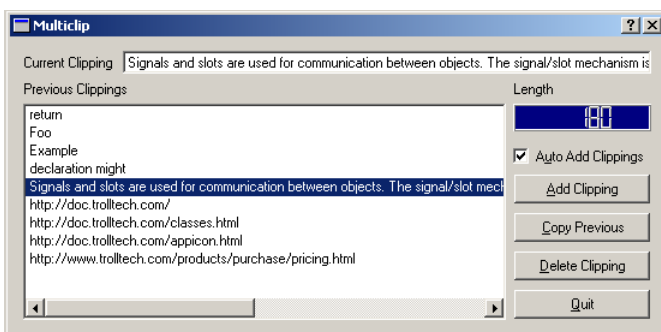 Multiclip
Current Clipping Signals and slots are used for communication between objects. The signal/slot mechanism is
Previous Clippings Length
return
180
Foo
Example
Auto Add Clippings
declaration might
Signals and slots are used for communication between objects. The signal/slot mech
Add Clipping
http://doc.trolltech.com/
http://doc.trolltech.com/classes.html
Copy Previous
http://doc.trolltech.com/appicon.html
http://www.trolltech.com/products/purchase/pricing.html
Delete Clipping
Quit